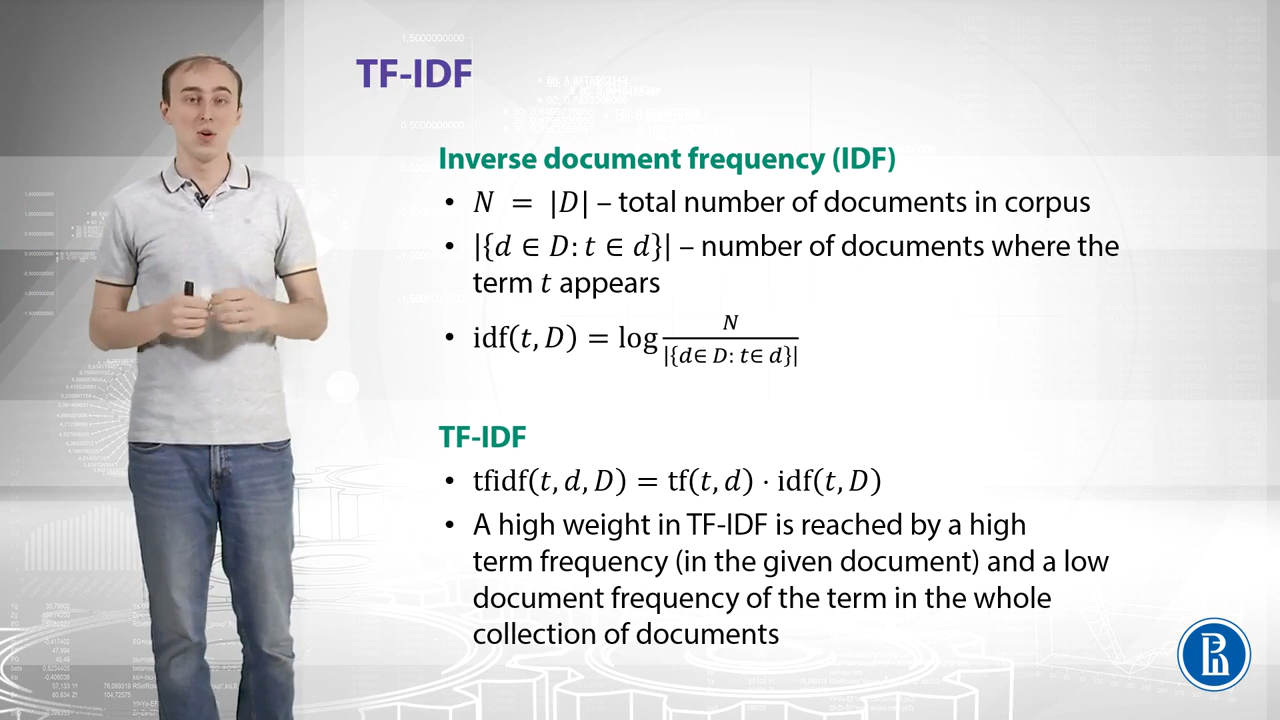 TF-IDF
Inverse document frequency (IDF)
• N = |D| – total number of documents in corpus
• |{d ∈ D: t ∈ d}| – number of documents where the
term t appears
• idf(t, D) = log N / |{d∈ D: t∈ d}|
TF-IDF
• tfidf(t, d, D) = tf(t, d) · idf(t, D)
• A high weight in TF-IDF is reached by a high
term frequency (in the given document) and a low
document frequency of the term in the whole
collection of documents